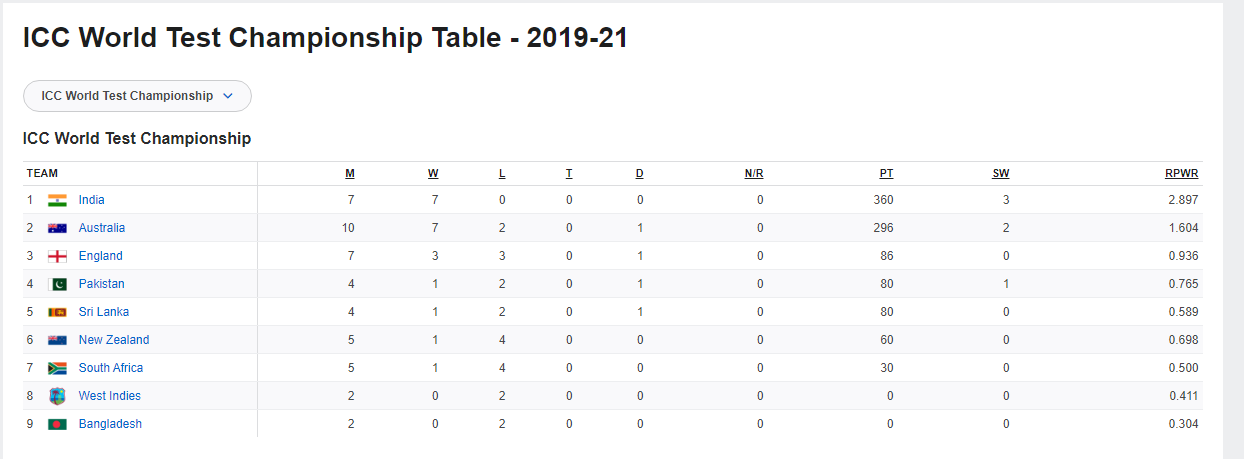 ICC World Test Championship Table - 2019-21
ICC World Test Championship
ICC World Test Championship
TEAM M W L T D N/R PT SW RPWR
1 India 7 7 0 0 0 0 360 3 2.897
2 Australia 10 7 2 0 1 0 296 2 1.604
3 England 7 3 3 0 1 0 86 0 0.936
4 Pakistan 4 1 2 0 1 0 80 1 0.765
5 Sri Lanka 4 1 2 0 1 0 80 0 0.589
6 New Zealand 5 1 4 0 0 0 60 0 0.698
7 South Africa 5 1 4 0 0 0 30 0 0.500
8 West Indies 2 0 2 0 0 0 0 0 0.411
9 Bangladesh 2 0 2 0 0 0 0 0 0.304